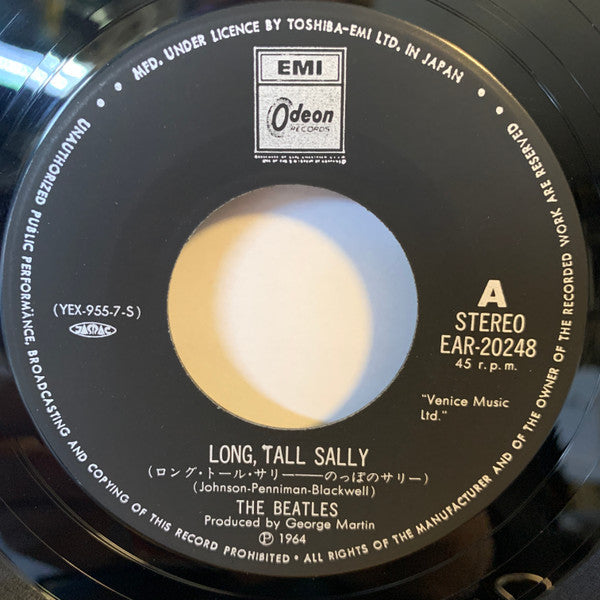 • MFD. UNDER LICENCE BY TOSHIBA-EMI LTD. IN JAPAN •
UNAUTHORIZED PUBLIC PERFORMANCE, BROADCASTING AND COPYING OF THIS RECORD PROHIBITED • ALL RIGHTS OF THE MANUFACTURER AND OF THE OWNER OF THE RECORDED WORK ARE RESERVED
EMI
Odeon
RECORDS
(YEX-955-7-S)
JASRAC
A
STEREO
EAR-20248
45 r.p.m.
"Venice Music
Ltd."
LONG, TALL SALLY
(ロング・トール・サリー——のっぽのサリー)
(Johnson-Penniman-Blackwell)
THE BEATLES
Produced by George Martin
Ⓟ 1964